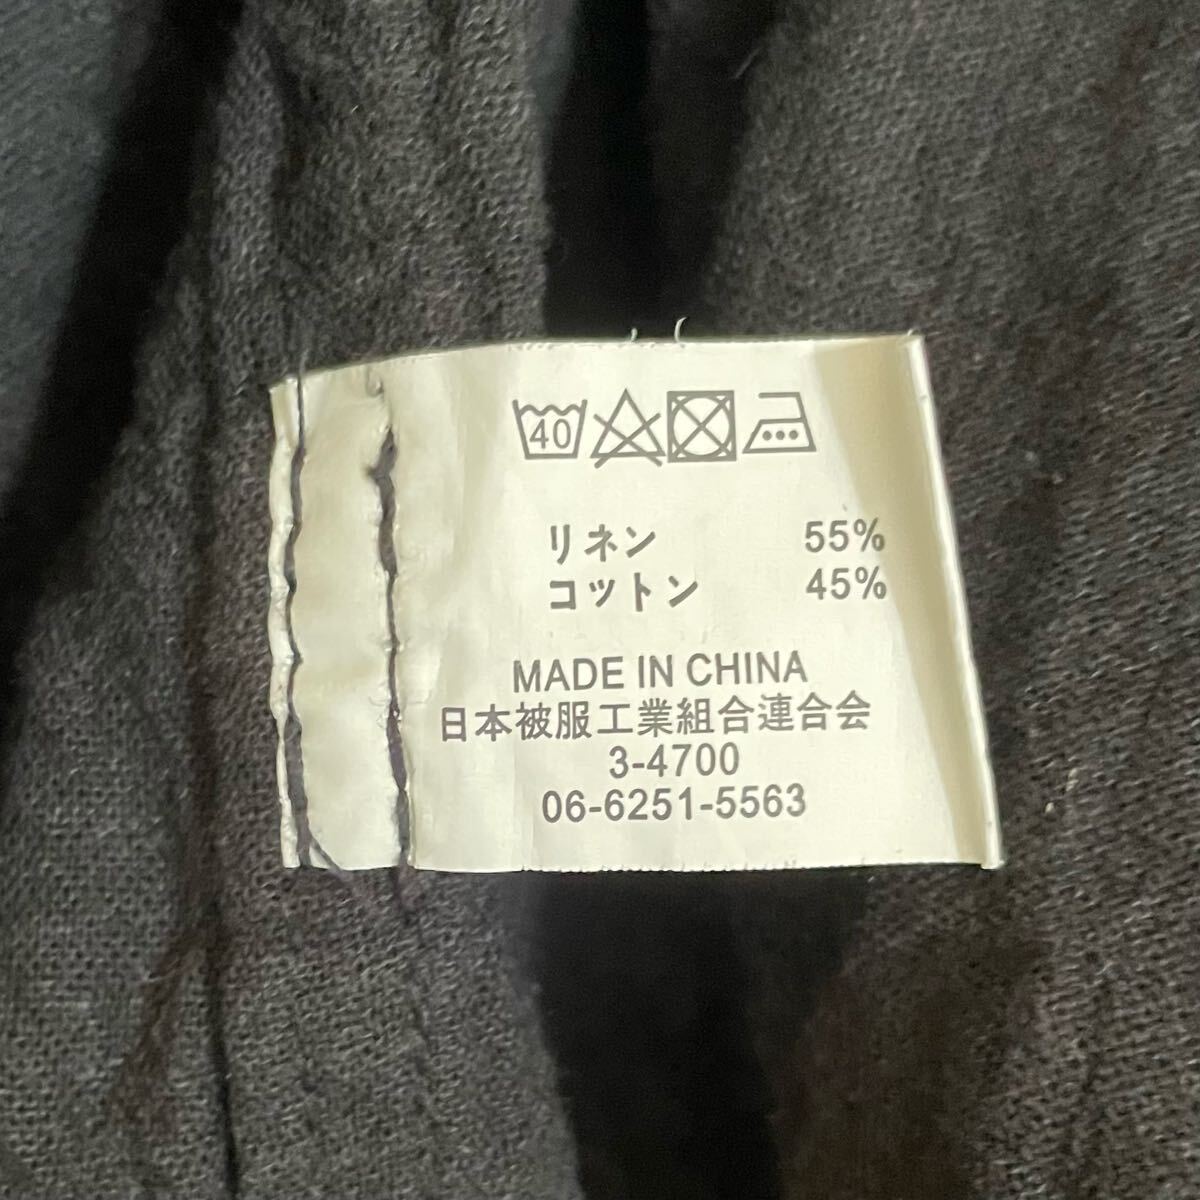 40
リネン 55%
コットン 45%
MADE IN CHINA
日本被服工業組合連合会
3-4700
06-6251-5563